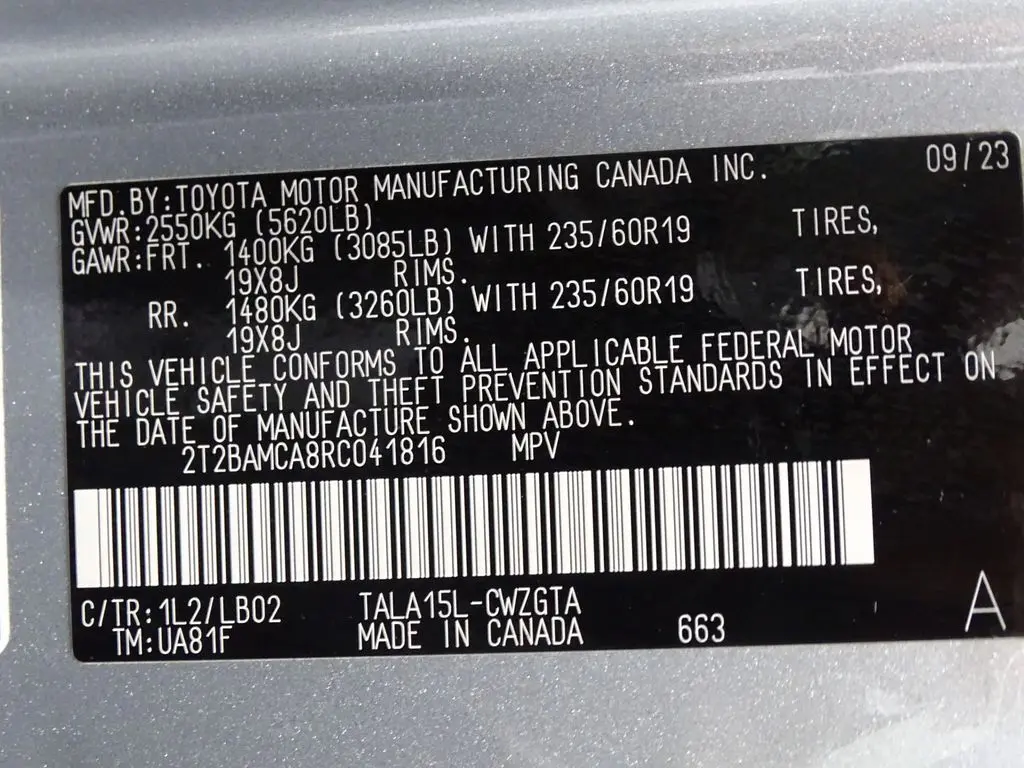 MFD.BY:TOYOTA MOTOR MANUFACTURING CANADA INC. 09/23
GVWR:2550KG (5620LB)
GAWR:FRT. 1400KG (3085LB) WITH 235/60R19 TIRES,
19X8J RIMS.
RR. 1480KG (3260LB) WITH 235/60R19 TIRES,
19X8J RIMS.
THIS VEHICLE CONFORMS TO ALL APPLICABLE FEDERAL MOTOR
VEHICLE SAFETY AND THEFT PREVENTION STANDARDS IN EFFECT ON
THE DATE OF MANUFACTURE SHOWN ABOVE.
2T2BAMCA8RC041816 MPV
C/TR:1L2/LB02 TALA15L-CWZGTA
TM:UA81F MADE IN CANADA 663 A